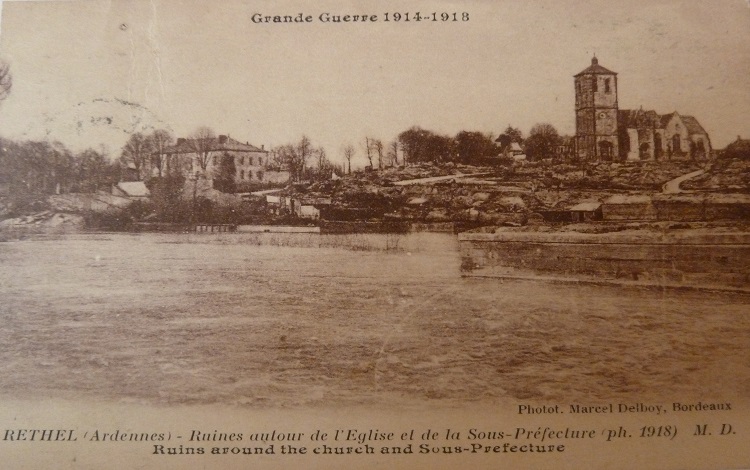 Grande Guerre 1914-1918
Photot. Marcel Delboy, Bordeaux
RETHEL (Ardennes) - Ruines autour de l'Eglise et de la Sous-Préfecture (ph. 1918) M. D.
Ruins around the church and Sous-Prefecture